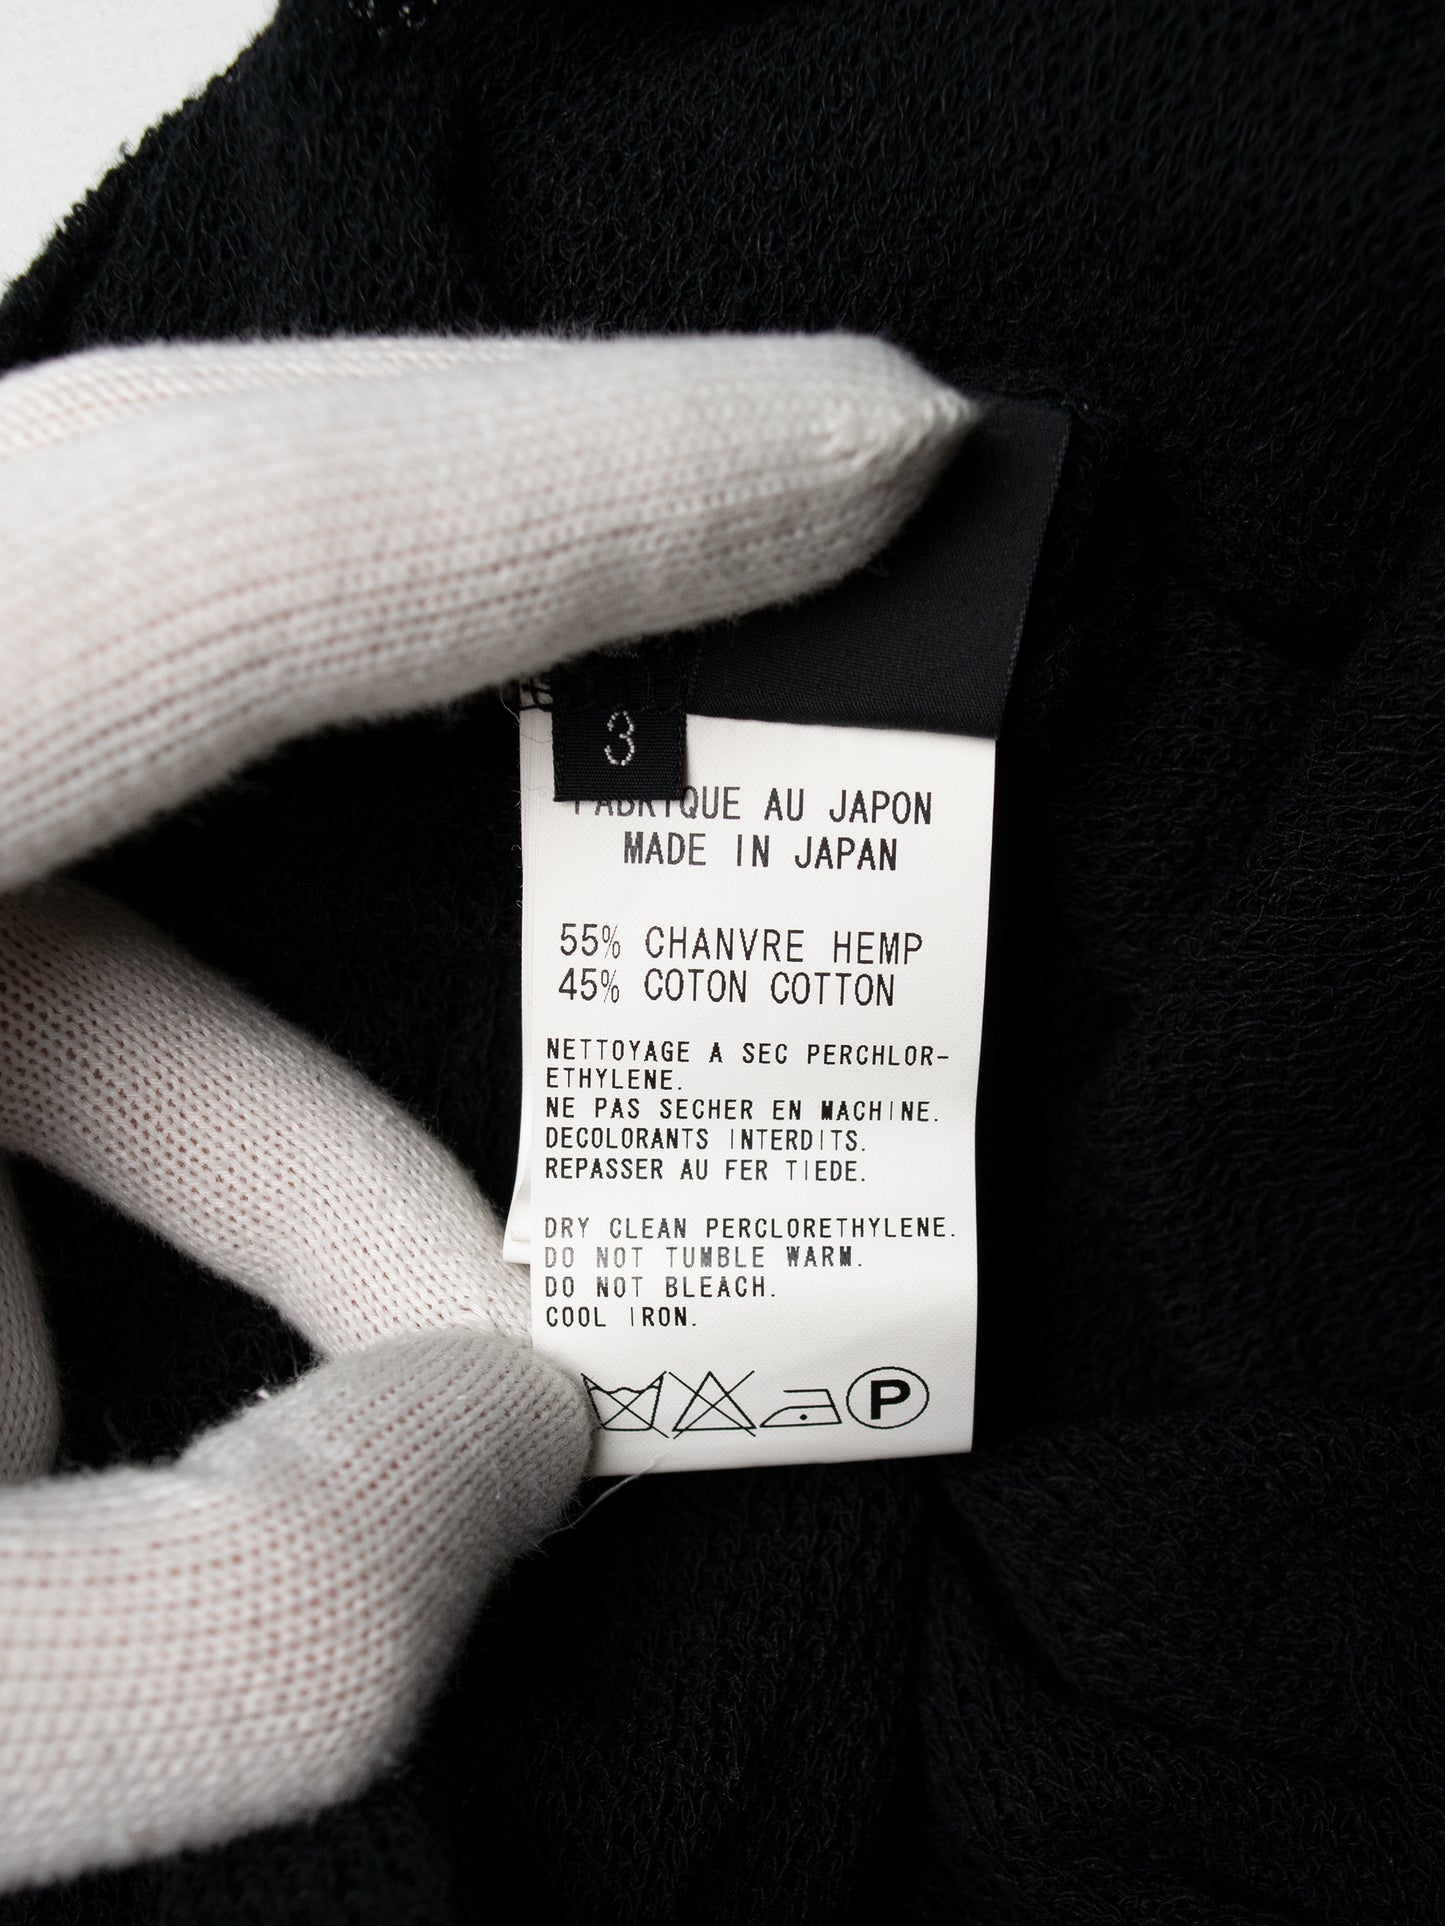 3
FABRIQUE AU JAPON
MADE IN JAPAN
55% CHANVRE HEMP
45% COTON COTTON
NETTOYAGE A SEC PERCHLOR-
ETHYLENE.
NE PAS SECHER EN MACHINE.
DECOLORANTS INTERDITS.
REPASSER AU FER TIEDE.
DRY CLEAN PERCLORETHYLENE.
DO NOT TUMBLE WARM.
DO NOT BLEACH.
COOL IRON.
P